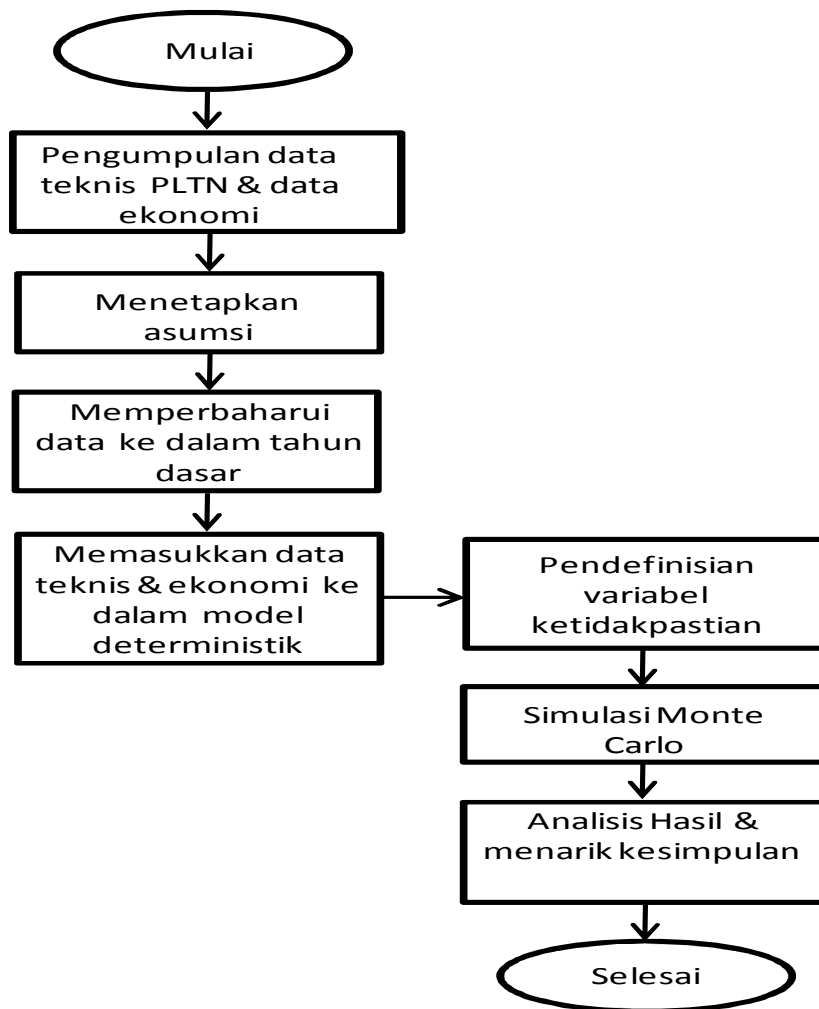 Mulai
Pengumpulan data
teknis PLTN & data
ekonomi
Menetapkan
asumsi
Memperbaharui
data ke dalam tahun
dasar
Memasukkan data
teknis & ekonomi ke
dalam model
deterministik
Pendefinisian
variabel
ketidakpastian
Simulasi Monte
Carlo
Analisis Hasil &
menarik kesimpulan
Selesai